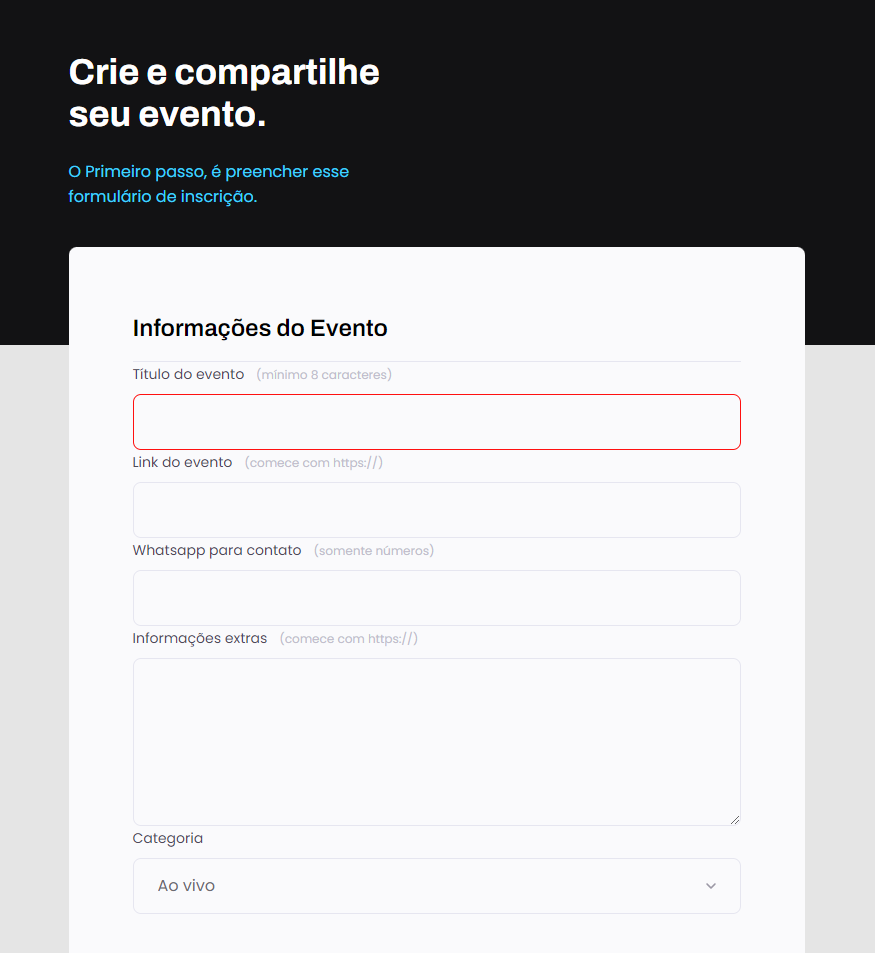 Crie e compartilhe
seu evento.
O Primeiro passo, é preencher esse
formulário de inscrição.
Informações do Evento
Título do evento (mínimo 8 caracteres)
Link do evento (comece com https://)
Whatsapp para contato (somente números)
Informações extras (comece com https://)
Categoria
Ao vivo